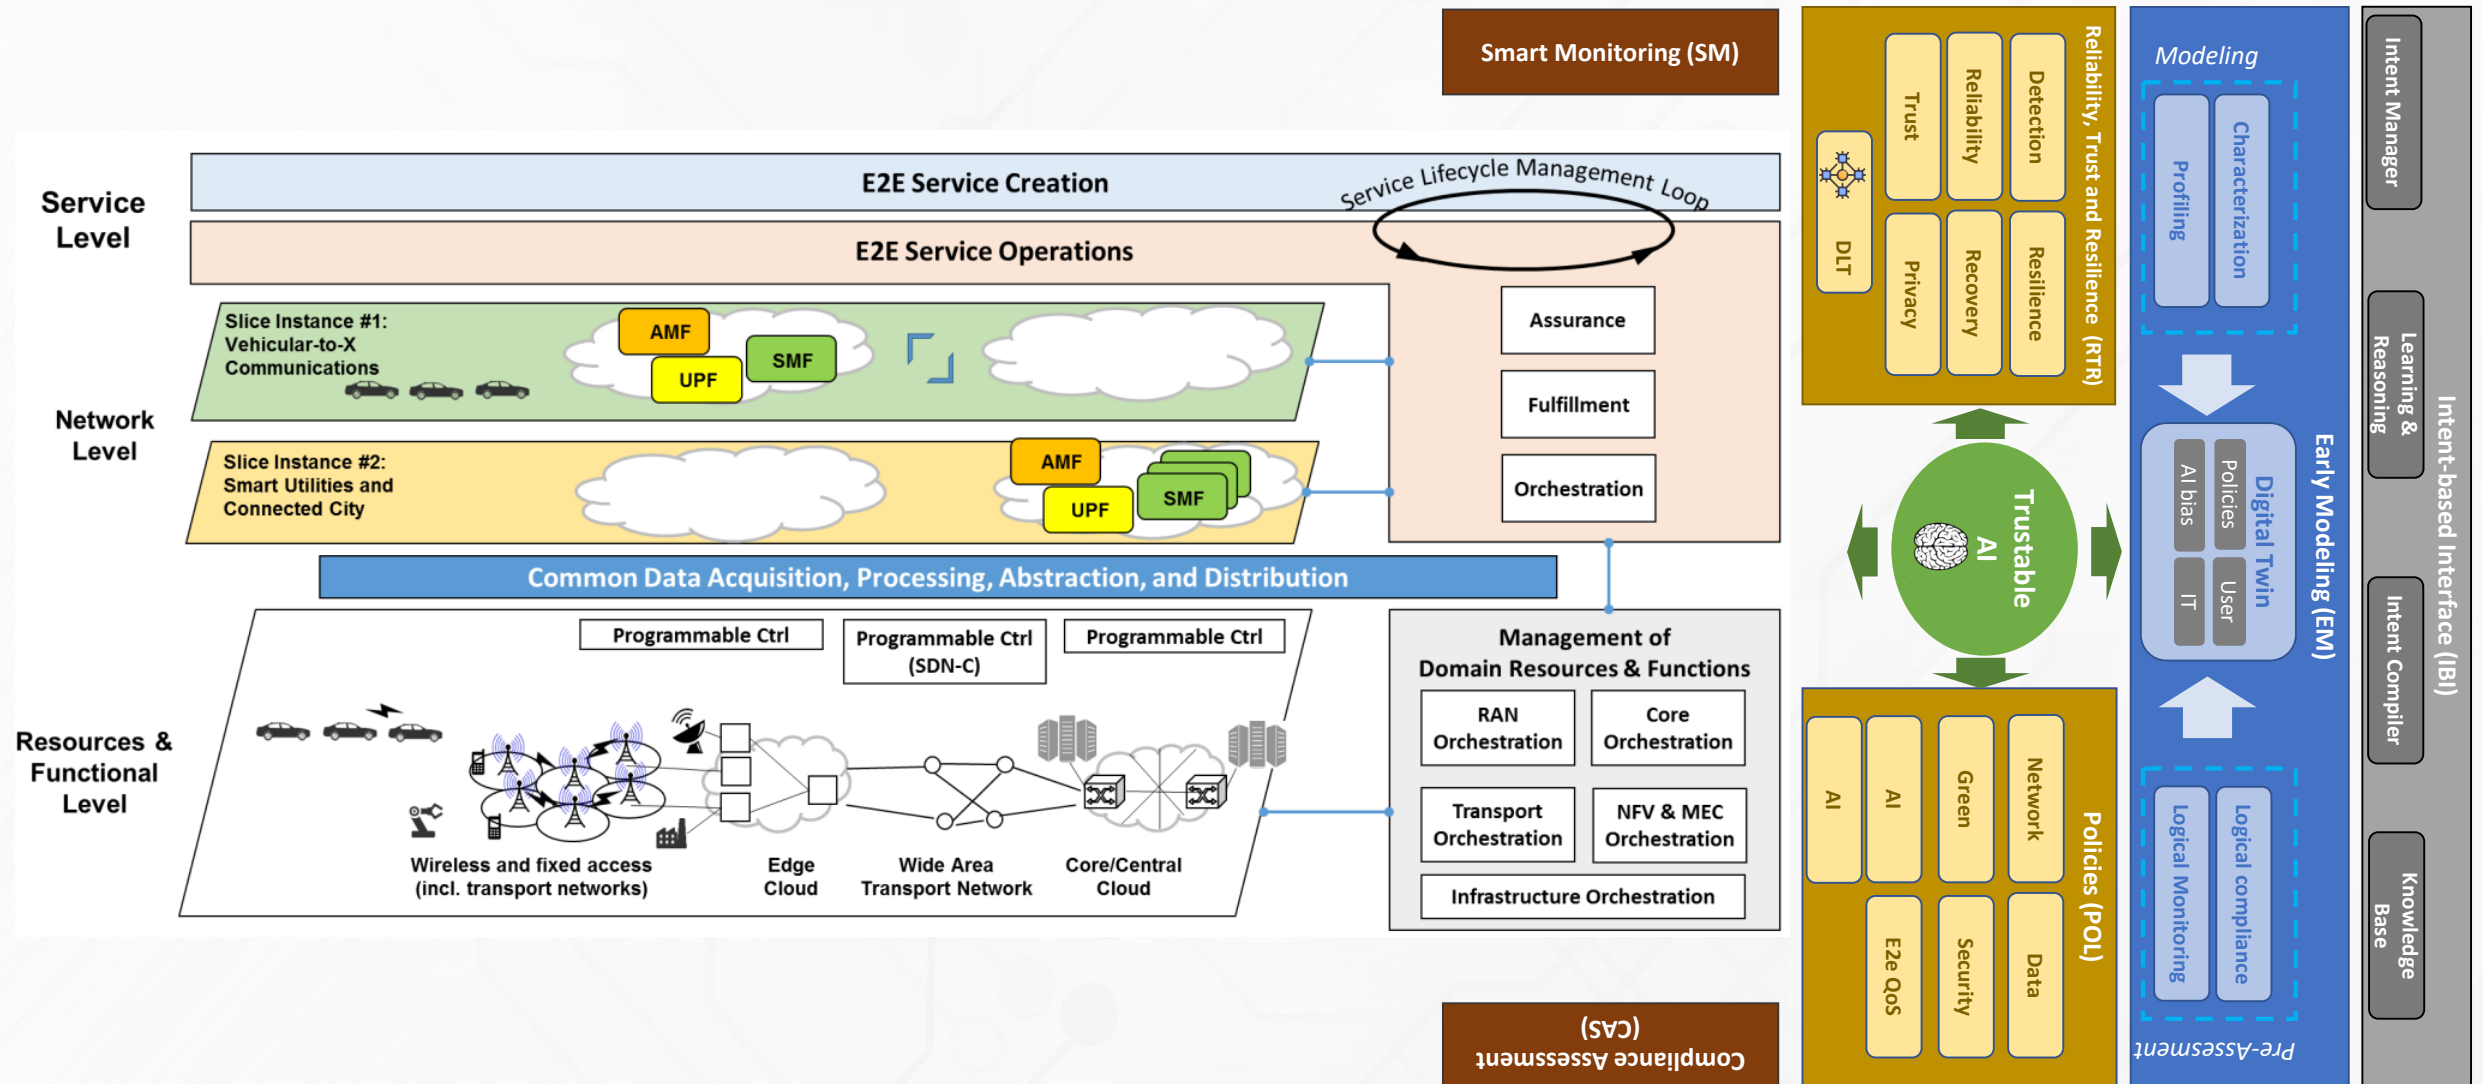 Smart Monitoring (SM)
Service
Level
E2E Service Creation
Service Lifecycle Management Loop
E2E Service Operations
Network
Level
Slice Instance #1:
Vehicular-to-X
Communications
AMF
SMF
UPF
Slice Instance #2:
Smart Utilities and
Connected City
AMF
SMF
UPF
Assurance
Fulfillment
Orchestration
Common Data Acquisition, Processing, Abstraction, and Distribution
Resources &
Functional
Level
Programmable Ctrl
Programmable Ctrl
(SDN-C)
Programmable Ctrl
Wireless and fixed access
(incl. transport networks)
Edge
Cloud
Wide Area
Transport Network
Core/Central
Cloud
Management of
Domain Resources & Functions
RAN
Orchestration
Core
Orchestration
Transport
Orchestration
NFV & MEC
Orchestration
Infrastructure Orchestration
Compliance Assessment
(CAS)
Reliability, Trust and Resilience (RTR)
Detection
Resilience
Reliability
Recovery
Trust
Privacy
DLT
Trustable
AI
Policies (POL)
Network
Data
Green
Security
AI
E2e QoS
AI
Early Modeling (EM)
Modeling
Characterization
Profiling
Digital Twin
Policies
User
AI bias
IT
Logical compliance
Logical Monitoring
Pre-Assessment
Intent-based Interface (IBI)
Intent Manager
Learning &
Reasoning
Intent Compiler
Knowledge
Base